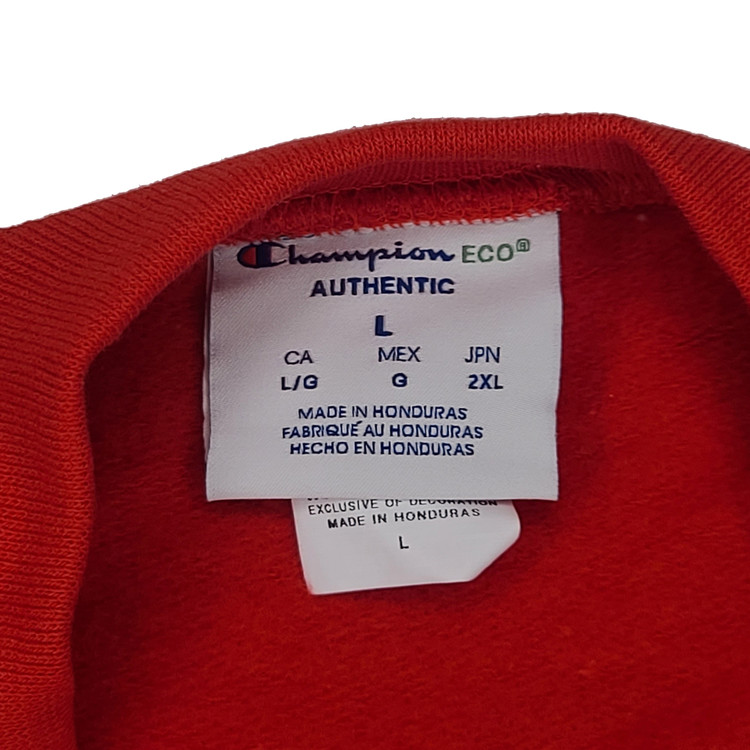 Champion ECO®
AUTHENTIC
L
CA MEX JPN
L/G G 2XL
MADE IN HONDURAS
FABRIQUÉ AU HONDURAS
HECHO EN HONDURAS
EXCLUSIVE OF DECORATION
MADE IN HONDURAS
L